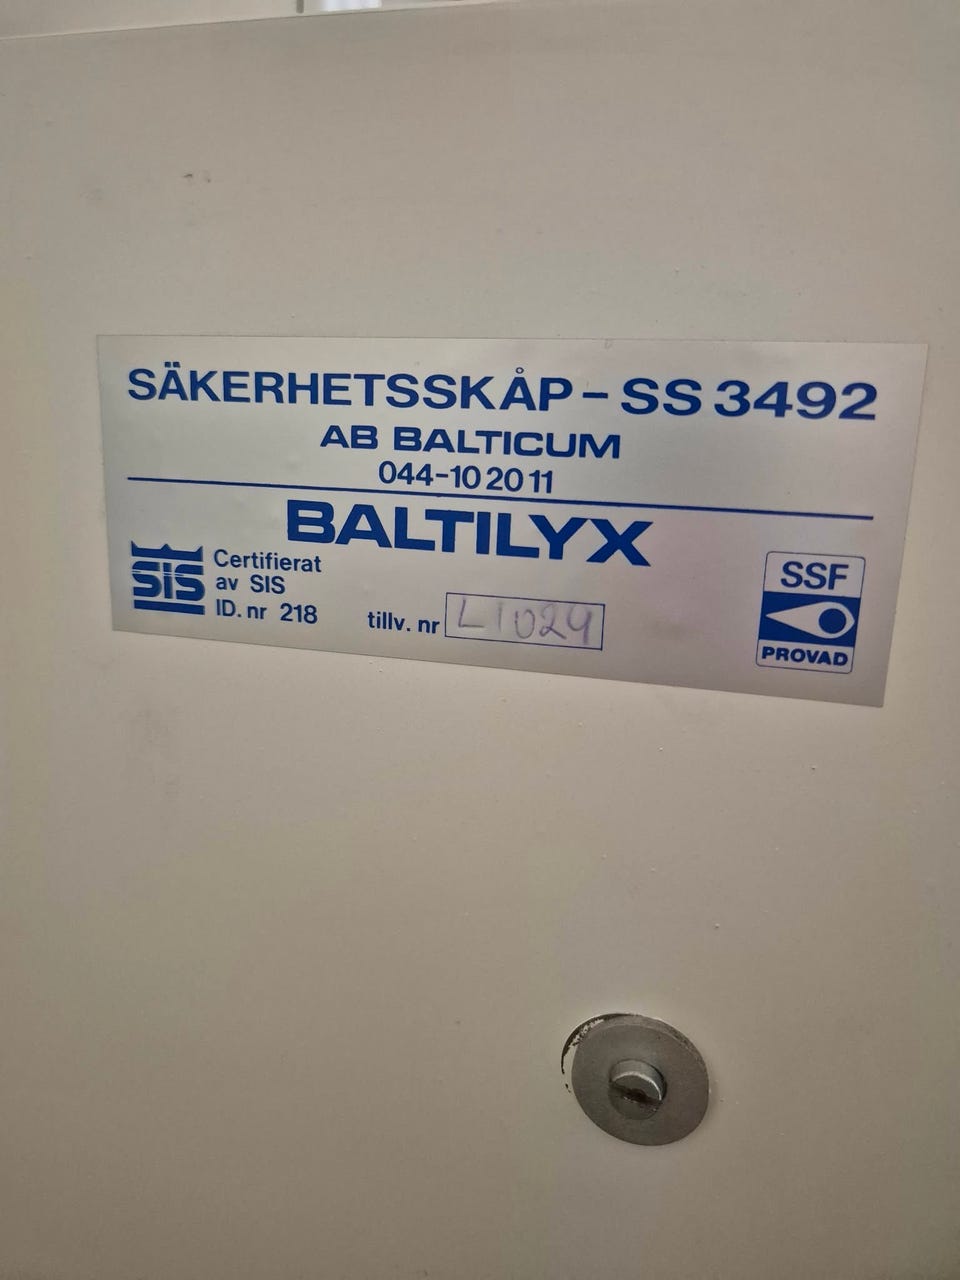 SÄKERHETSSKÅP – SS 3492
AB BALTICUM
044-10 20 11
BALTILYX
SIS
Certifierat
av SIS
ID. nr 218
tillv. nr L1029
SSF
PROVAD